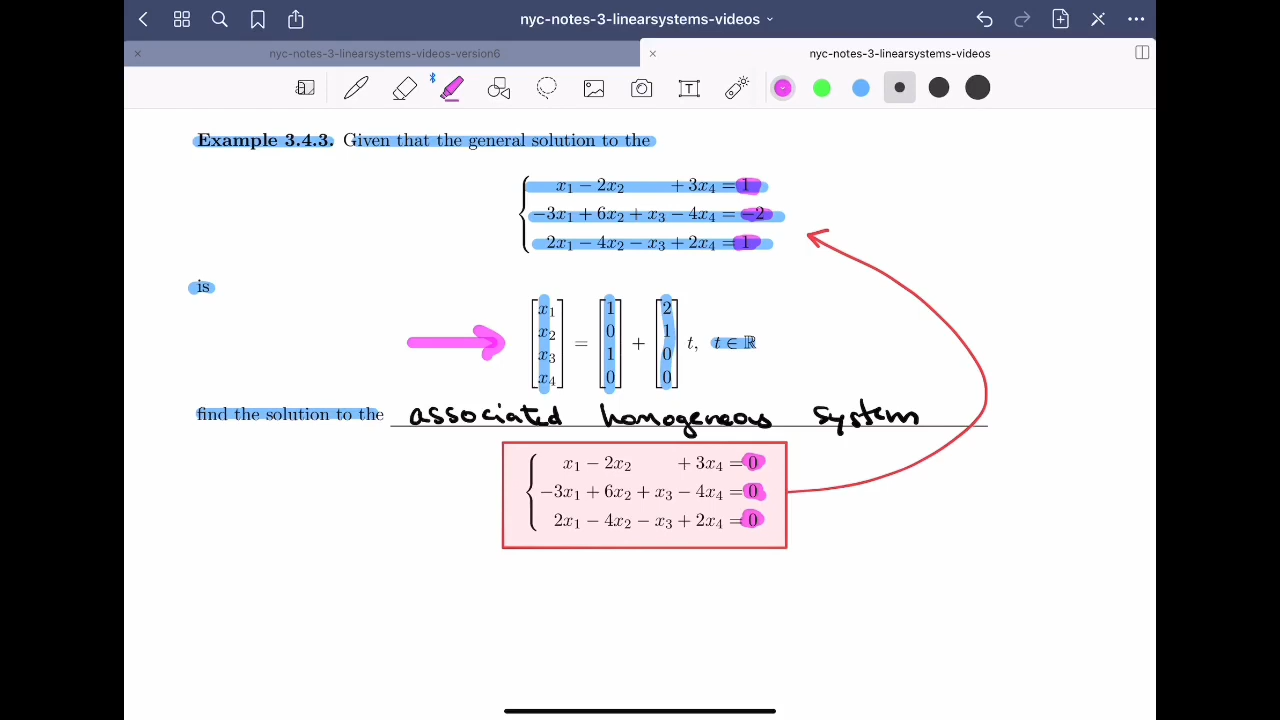 nyc-notes-3-linearsystems-videos
nyc-notes-3-linearsystems-videos-version6
nyc-notes-3-linearsystems-videos
Example 3.4.3. Given that the general solution to the
x₁ − 2x₂ + 3x₄ = 1
−3x₁ + 6x₂ + x₃ − 4x₄ = −2
2x₁ − 4x₂ − x₃ + 2x₄ = 1
is
x₁ 1 2
x₂ 0 1
= + t, t ∈ ℝ
x₃ 1 0
x₄ 0 0
find the solution to the associated homogeneous system
x₁ − 2x₂ + 3x₄ = 0
−3x₁ + 6x₂ + x₃ − 4x₄ = 0
2x₁ − 4x₂ − x₃ + 2x₄ = 0